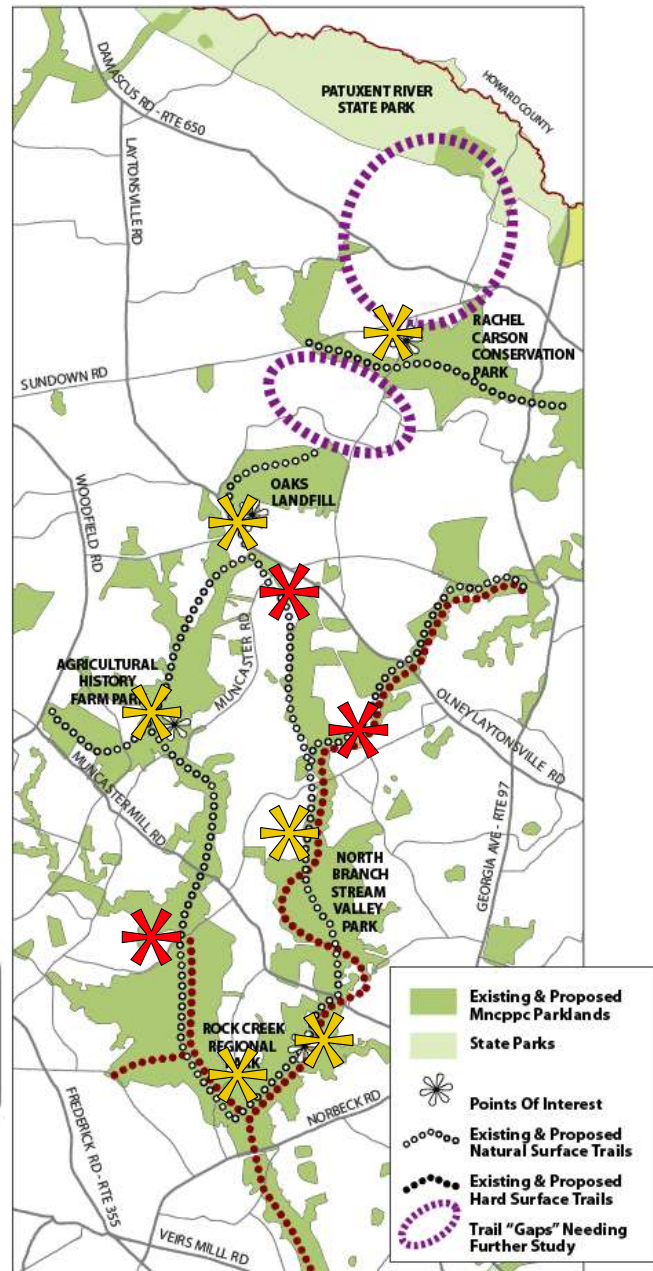 DAMASCUS RD - RTE 650
LAYTONSVILLE RD
PATUXENT RIVER
STATE PARK
HOWARD COUNTY
RACHEL
CARSON
CONSERVATION
PARK
SUNDOWN RD
WOODFIELD RD
OAKS
LANDFILL
MUNCASTER RD
AGRICULTURAL
HISTORY
FARM PARK
OLNEY LAYTONSVILLE RD
MUNCASTER MILL RD
GEORGIA AVE - RTE 97
NORTH
BRANCH
STREAM
VALLEY
PARK
ROCK CREEK
REGIONAL
ARK
NORBECK RD
FREDERICK RD - RTE 355
VEIRS MILLL RD
Existing & Proposed
Mncppc Parklands
State Parks
Points Of Interest
Existing & Proposed
Natural Surface Trails
Existing & Proposed
Hard Surface Trails
Trail "Gaps" Needing
Further Study